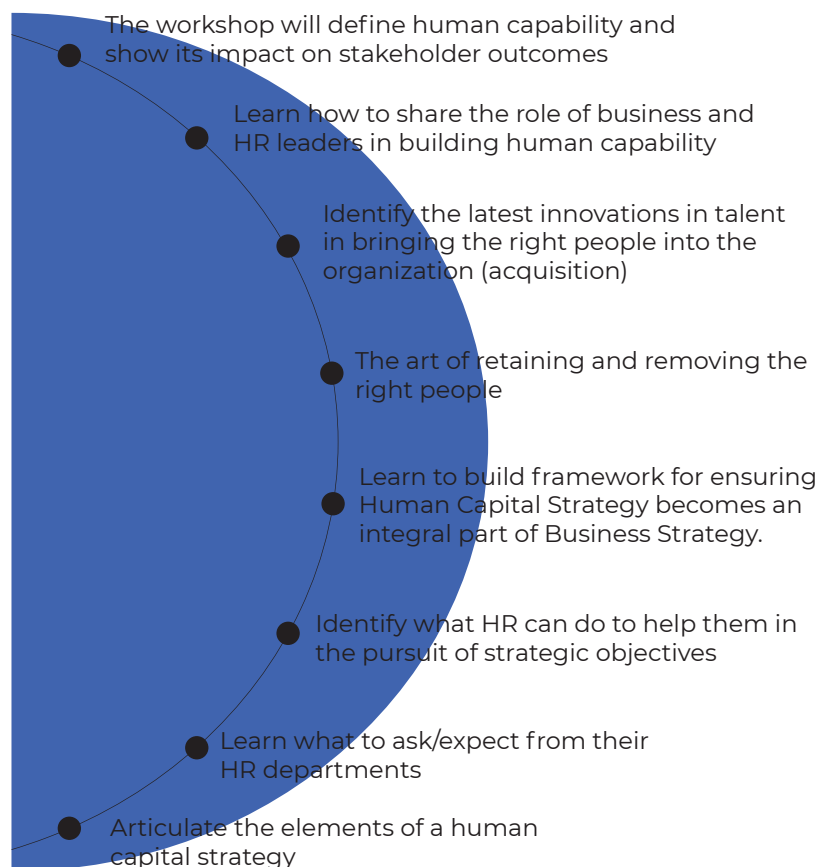 The workshop will define human capability and
show its impact on stakeholder outcomes
Learn how to share the role of business and
HR leaders in building human capability
Identify the latest innovations in talent
in bringing the right people into the
organization (acquisition)
The art of retaining and removing the
right people
Learn to build framework for ensuring
Human Capital Strategy becomes an
integral part of Business Strategy.
Identify what HR can do to help them in
the pursuit of strategic objectives
Learn what to ask/expect from their
HR departments
Articulate the elements of a human
capital strategy